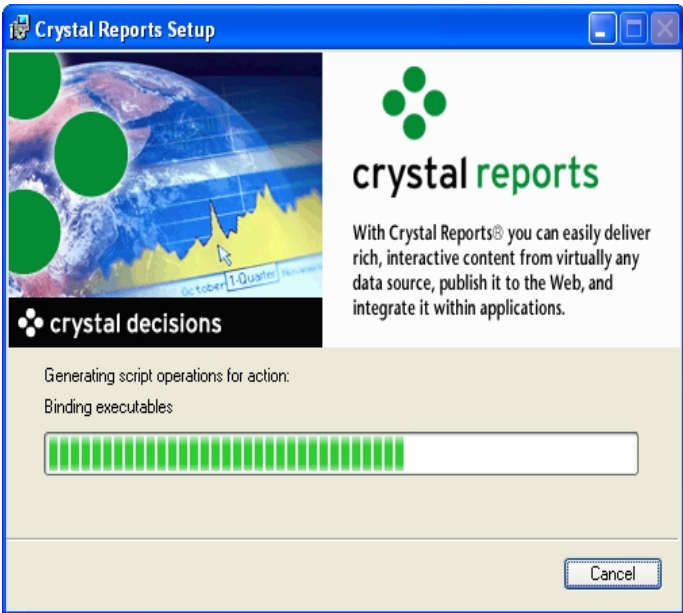 Crystal Reports Setup
crystal reports
With Crystal Reports® you can easily deliver
rich, interactive content from virtually any
data source, publish it to the Web, and
integrate it within applications.
October 1-Quarter November
crystal decisions
Generating script operations for action:
Binding executables
Cancel